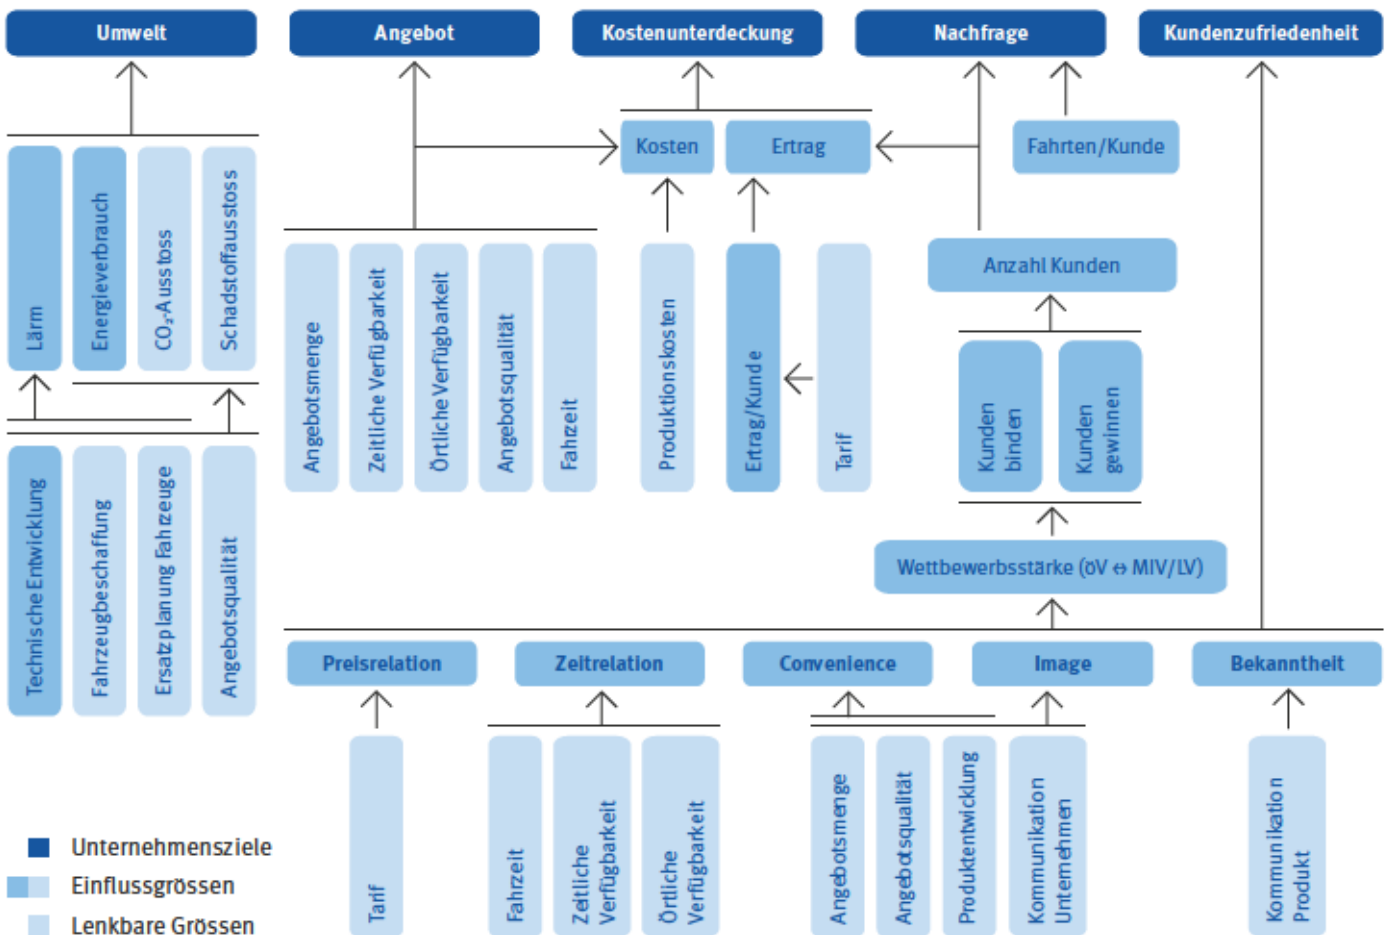 Umwelt
Angebot
Kostenunterdeckung
Nachfrage
Kundenzufriedenheit
Kosten
Ertrag
Fahrten/Kunde
Lärm
Energieverbrauch
CO₂-Ausstoss
Schadstoffausstoss
Angebotsmenge
Zeitliche Verfügbarkeit
Örtliche Verfügbarkeit
Angebotsqualität
Fahrzeit
Produktionskosten
Ertrag/Kunde
Tarif
Anzahl Kunden
Kunden
binden
Kunden
gewinnen
Technische Entwicklung
Fahrzeugbeschaffung
Ersatzplanung Fahrzeuge
Angebotsqualität
Wettbewerbsstärke (öV ⇔ MIV/LV)
Preisrelation
Zeitrelation
Convenience
Image
Bekanntheit
Tarif
Fahrzeit
Zeitliche
Verfügbarkeit
Örtliche
Verfügbarkeit
Angebotsmenge
Angebotsqualität
Produktentwicklung
Kommunikation
Unternehmen
Kommunikation
Produkt
Unternehmensziele
Einflussgrössen
Lenkbare Grössen